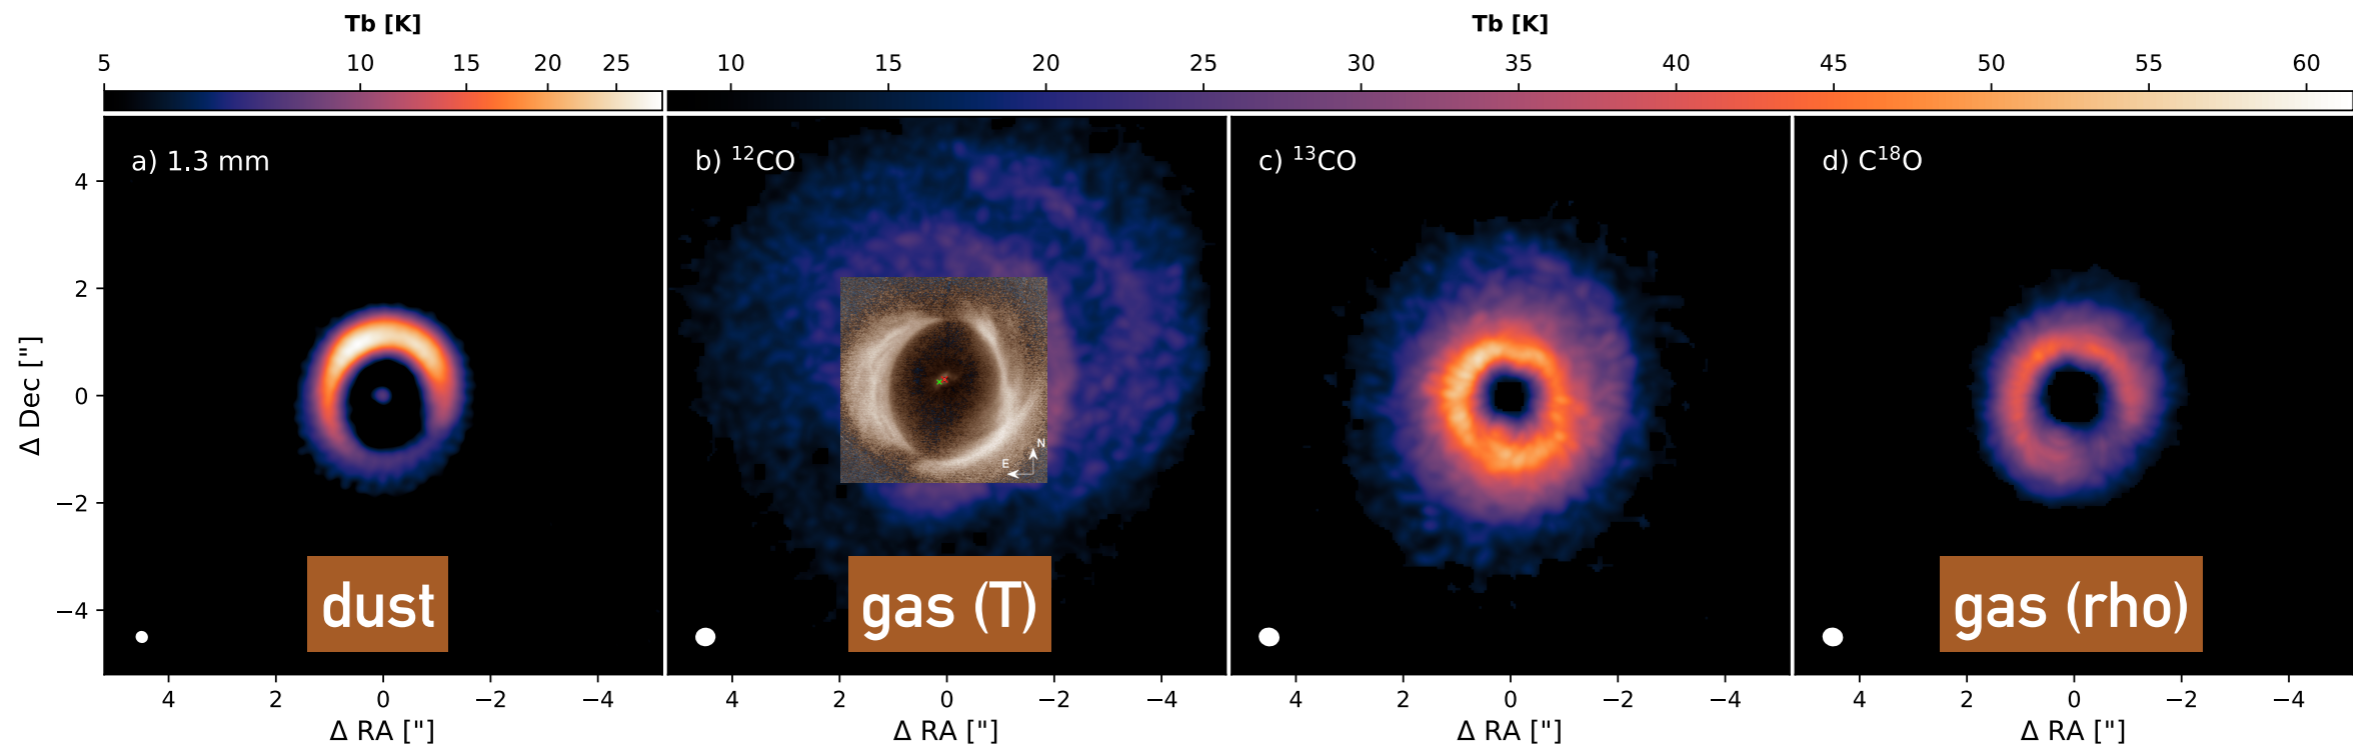 Tb [K] Tb [K]
5 10 15 20 25 10 15 20 25 30 35 40 45 50 55 60
a) 1.3 mm
b) ¹²CO
c) ¹³CO
d) C¹⁸O
4
2
0
−2
−4
Δ Dec ["]
N
E
dust
gas (T)
gas (rho)
4 2 0 −2 −4 4 2 0 −2 −4 4 2 0 −2 −4 4 2 0 −2
Δ RA ["] Δ RA ["] Δ RA ["] Δ RA ["]